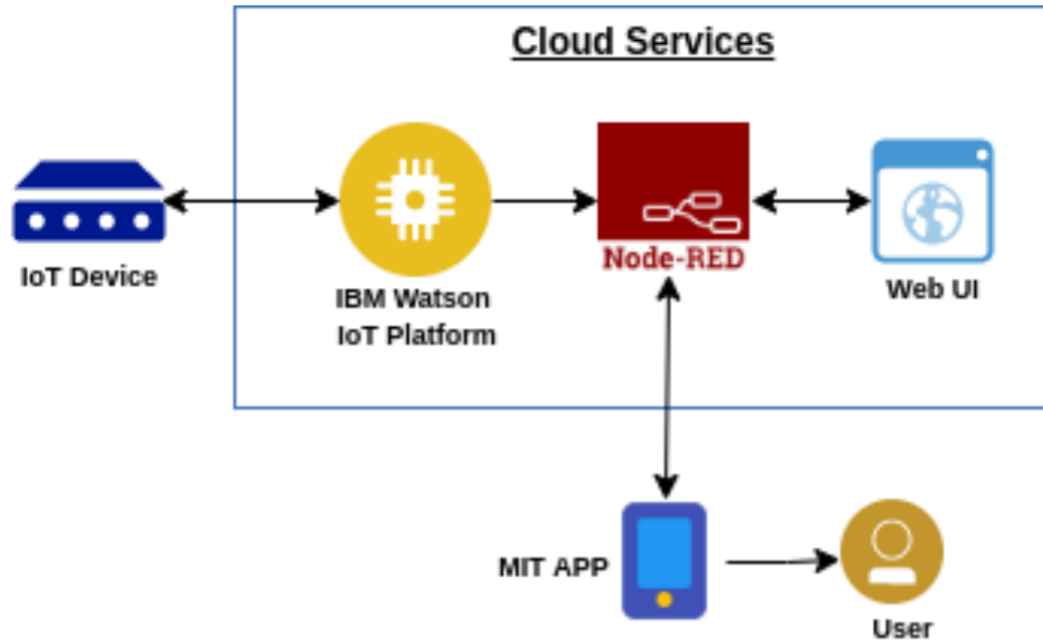 Cloud Services
IoT Device
IBM Watson
IoT Platform
Node-RED
Web UI
MIT APP
User